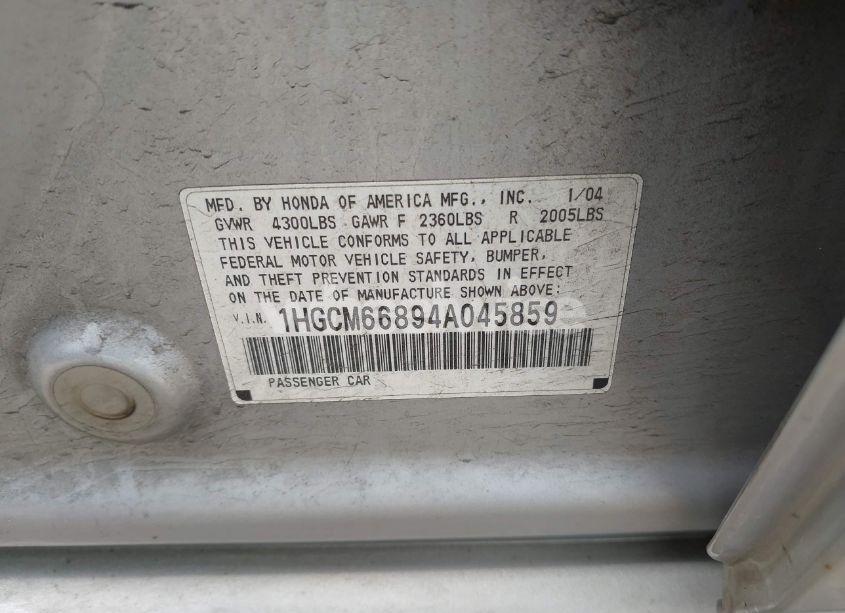 MFD. BY HONDA OF AMERICA MFG., INC. 1/04
GVWR 4300LBS GAWR F 2360LBS R 2005LBS
THIS VEHICLE CONFORMS TO ALL APPLICABLE
FEDERAL MOTOR VEHICLE SAFETY, BUMPER,
AND THEFT PREVENTION STANDARDS IN EFFECT
ON THE DATE OF MANUFACTURE SHOWN ABOVE:
V.I.N. 1HGCM66894A045859
PASSENGER CAR